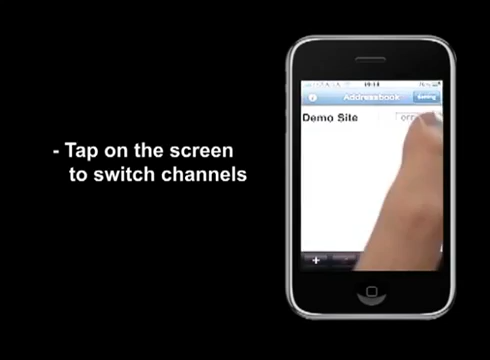 - Tap on the screen
to switch channels
Addressbook
Demo Site